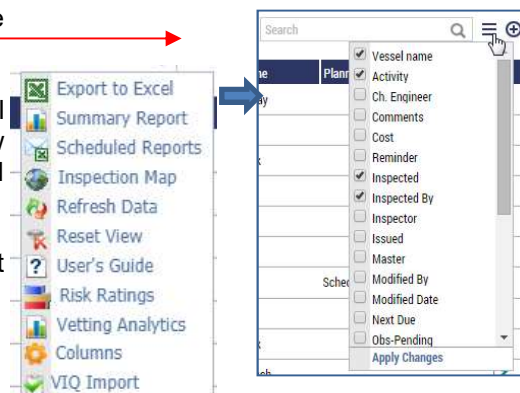 e
Export to Excel
Summary Report
Scheduled Reports
Inspection Map
Refresh Data
Reset View
User's Guide
Risk Ratings
Vetting Analytics
Columns
VIQ Import
Search
Vessel name
Activity
Ch. Engineer
Comments
Cost
Reminder
Inspected
Inspected By
Inspector
Issued
Master
Modified By
Modified Date
Next Due
Obs-Pending
Apply Changes